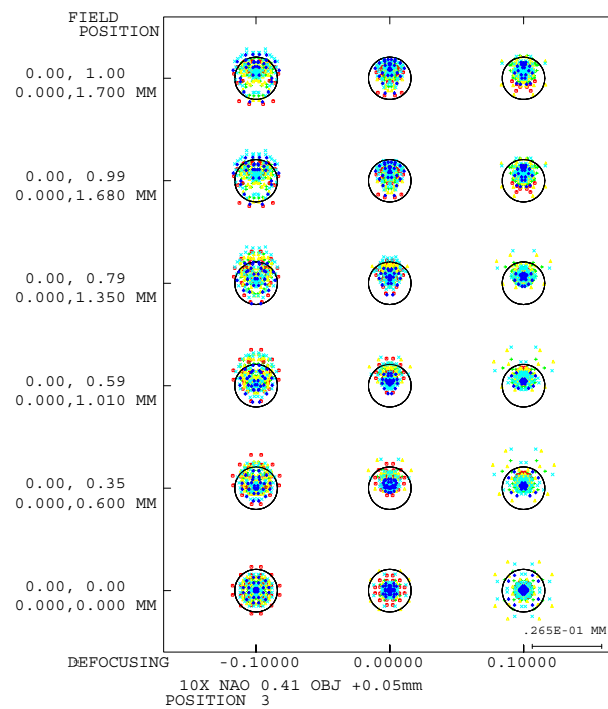 FIELD
POSITION
0.00, 1.00
0.000,1.700 MM
0.00, 0.99
0.000,1.680 MM
0.00, 0.79
0.000,1.350 MM
0.00, 0.59
0.000,1.010 MM
0.00, 0.35
0.000,0.600 MM
0.00, 0.00
0.000,0.000 MM
.265E-01 MM
DEFOCUSING -0.10000 0.00000 0.10000
10X NAO 0.41 OBJ +0.05mm
POSITION 3